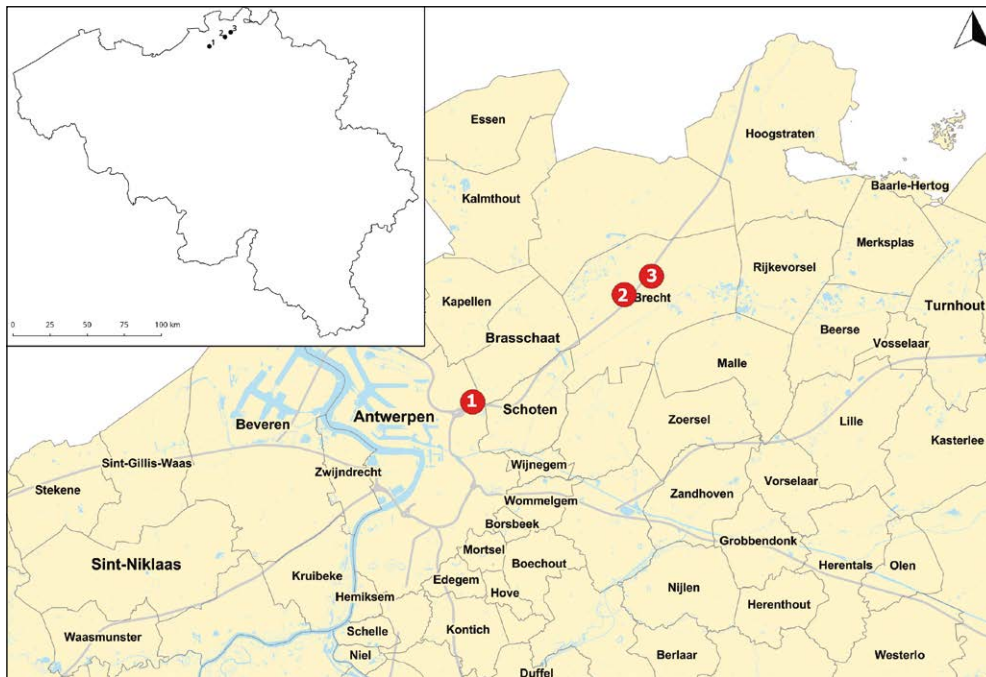 1
2
3
0 25 50 75 100 km
Essen
Hoogstraten
Kalmthout
Baarle-Hertog
Merksplas
Rijkevorsel
3
2
Brecht
Kapellen
Turnhout
Beerse
Brasschaat
Vosselaar
Malle
1
Schoten
Antwerpen
Beveren
Zoersel
Lille
Kasterlee
Sint-Gillis-Waas
Wijnegem
Zwijndrecht
Stekene
Vorselaar
Zandhoven
Wommelgem
Borsbeek
Grobbendonk
Mortsel
Sint-Niklaas
Boechout
Herentals
Olen
Kruibeke
Edegem
Nijlen
Hove
Hemiksem
Herenthout
Schelle
Kontich
Waasmunster
Niel
Berlaar
Westerlo
Duffel